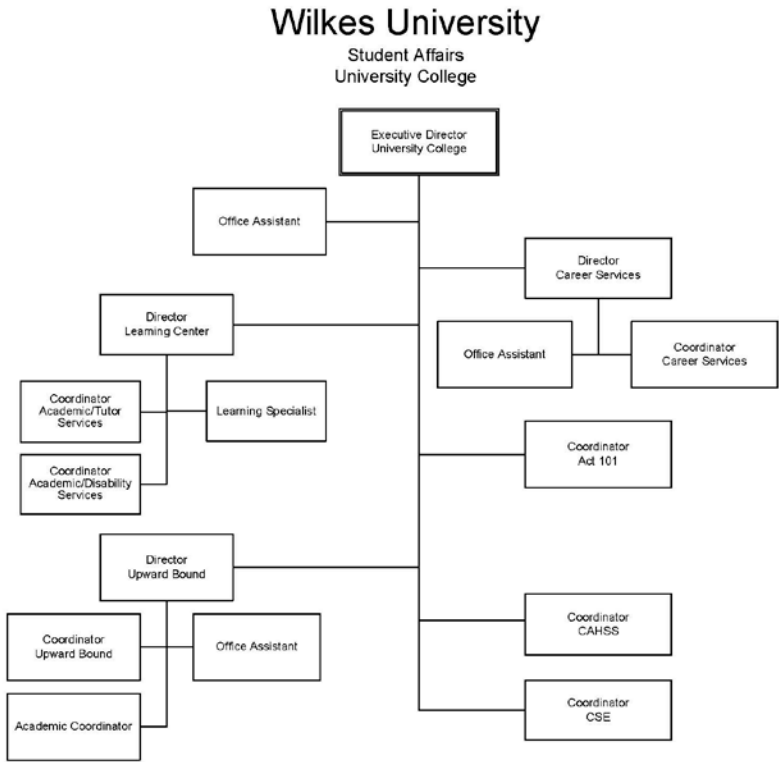 Wilkes University
Student Affairs
University College
Executive Director
University College
Office Assistant
Director
Career Services
Director
Learning Center
Office Assistant
Coordinator
Career Services
Coordinator
Academic/Tutor
Services
Learning Specialist
Coordinator
Act 101
Coordinator
Academic/Disability
Services
Director
Upward Bound
Coordinator
CAHSS
Coordinator
Upward Bound
Office Assistant
Coordinator
CSE
Academic Coordinator